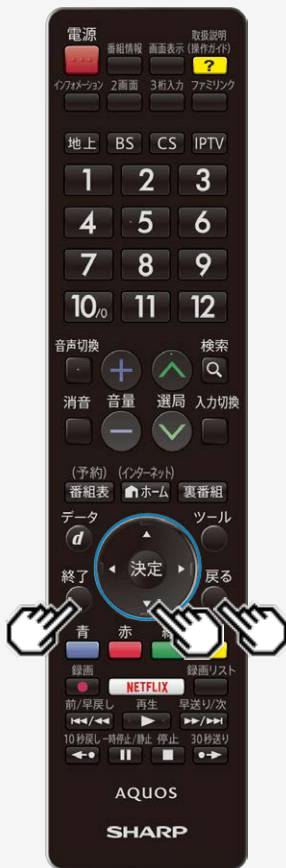 電源
番組情報 画面表示 取扱説明(操作ガイド)
?
インフォメーション 2画面 3桁入力 ファミリンク
地上 BS CS IPTV
1 2 3
4 5 6
7 8 9
10/0 11 12
音声切換 検索
+
消音 音量 選局 入力切換
−
(予約) (インターネット)
番組表 ホーム 裏番組
データ ツール
d
決定
終了 戻る
青 赤 緑
録画 録画リスト
NETFLIX
前/早戻し 再生 早送り/次
10秒戻し 一時停止/静止 停止 30秒送り
AQUOS
SHARP